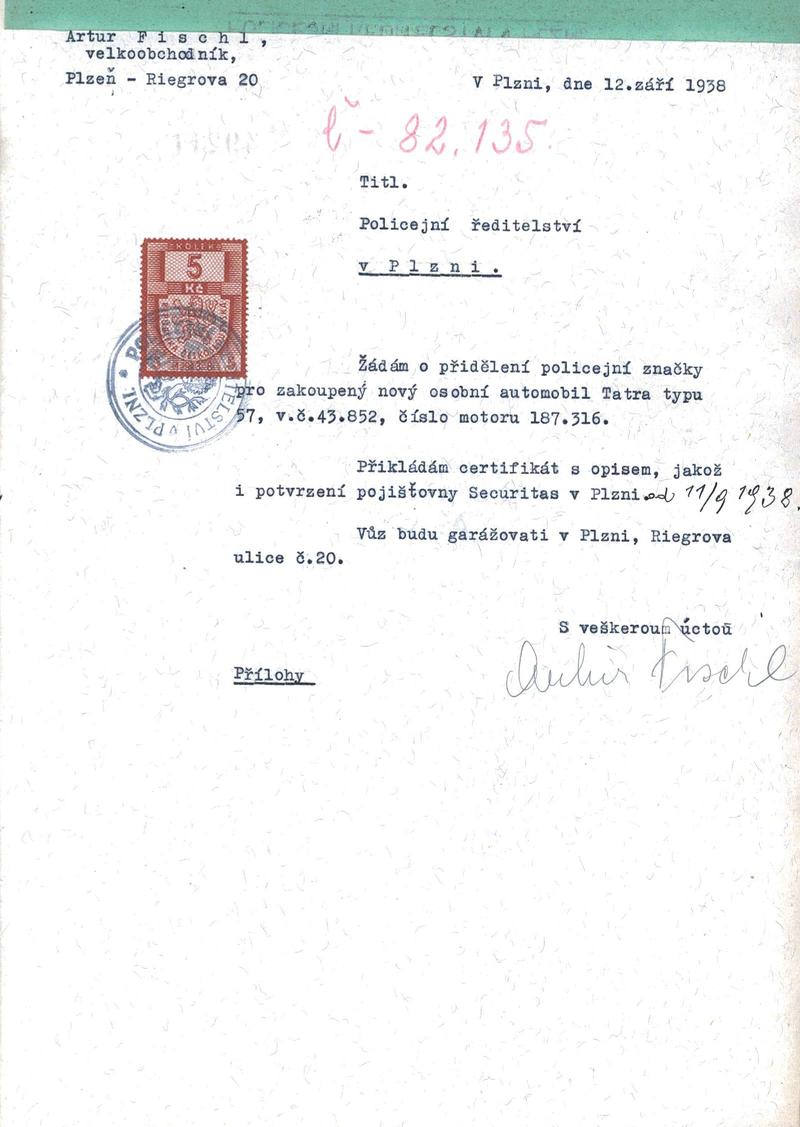 Artur Fischl,
velkoobchodník,
Plzeň - Riegrova 20
V Plzni, dne 12.září 1938
č - 82.135
Titl.
Policejní ředitelství
v Plzni.
KOLEK
5
Kč
Žádám o přidělení policejní značky
pro zakoupený nový osobní automobil Tatra typu
57, v.č.43.852, číslo motoru 187.316.
Přikládám certifikát s opisem, jakož
i potvrzení pojišťovny Securitas v Plzni od 11/9 1938.
Vůz budu garážovati v Plzni, Riegrova
ulice č.20.
S veškerou úctou
Artur Fischl
Přílohy